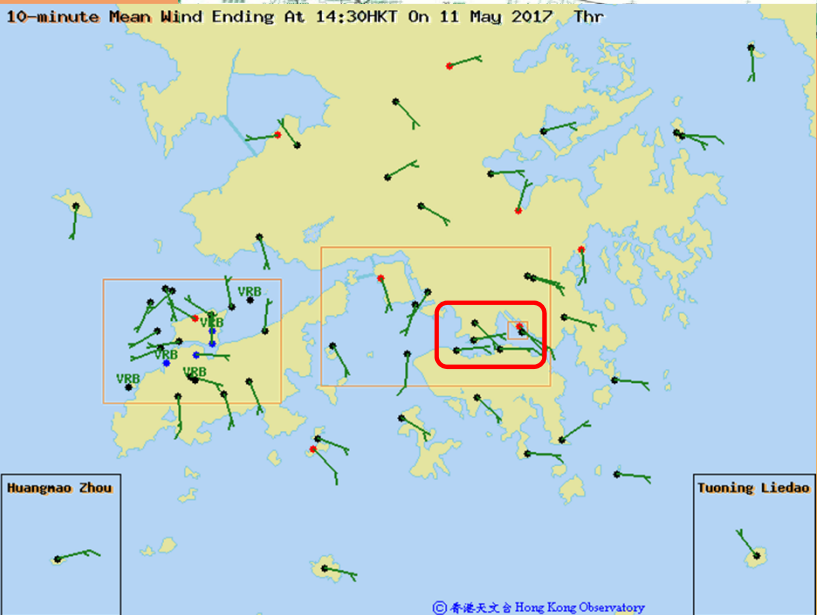 10-minute Mean Wind Ending At 14:30HKT On 11 May 2017 Thr
VRB
VRB
VRB
VRB
VRB
Huangmao Zhou
Tuoning Liedao
© 香港天文台 Hong Kong Observatory